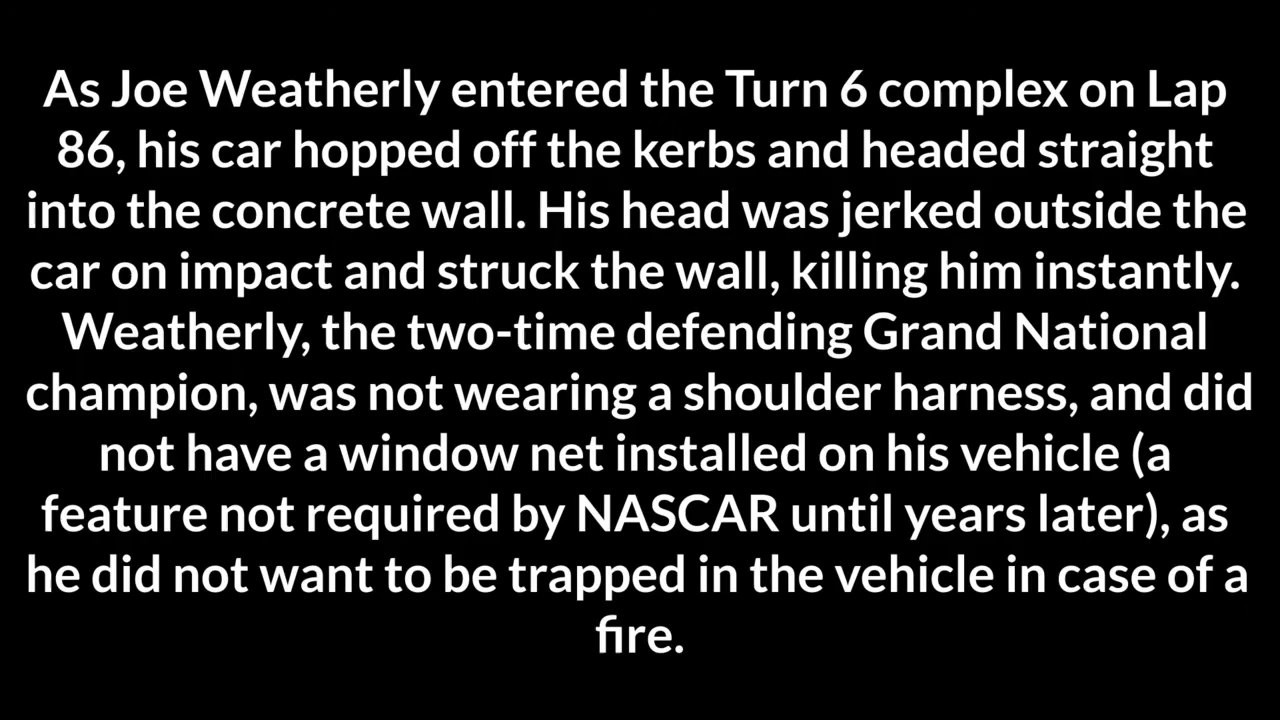 As Joe Weatherly entered the Turn 6 complex on Lap
86, his car hopped off the kerbs and headed straight
into the concrete wall. His head was jerked outside the
car on impact and struck the wall, killing him instantly.
Weatherly, the two-time defending Grand National
champion, was not wearing a shoulder harness, and did
not have a window net installed on his vehicle (a
feature not required by NASCAR until years later), as
he did not want to be trapped in the vehicle in case of a
fire.